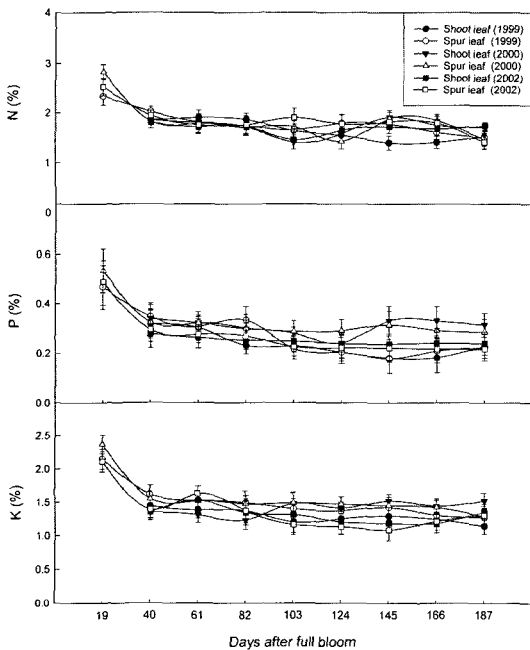 4
Shoot leaf (1999)
Spur leaf (1999)
Shoot leaf (2000)
Spur leaf (2000)
Shoot leaf (2002)
Spur leaf (2002)
3
N (%)
2
1
0
0.6
P (%)
0.4
0.2
0.0
2.5
2.0
K (%)
1.5
1.0
0.5
0.0
19 40 61 82 103 124 145 166 187
Days after full bloom